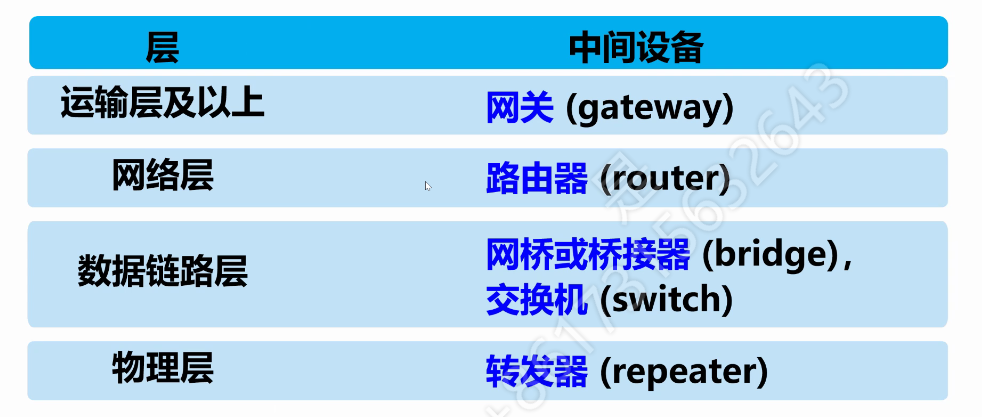 层 中间设备
运输层及以上 网关 (gateway)
网络层 路由器 (router)
数据链路层 网桥或桥接器 (bridge)，
交换机 (switch)
物理层 转发器 (repeater)